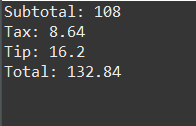 Subtotal: 108
Tax: 8.64
Tip: 16.2
Total: 132.84